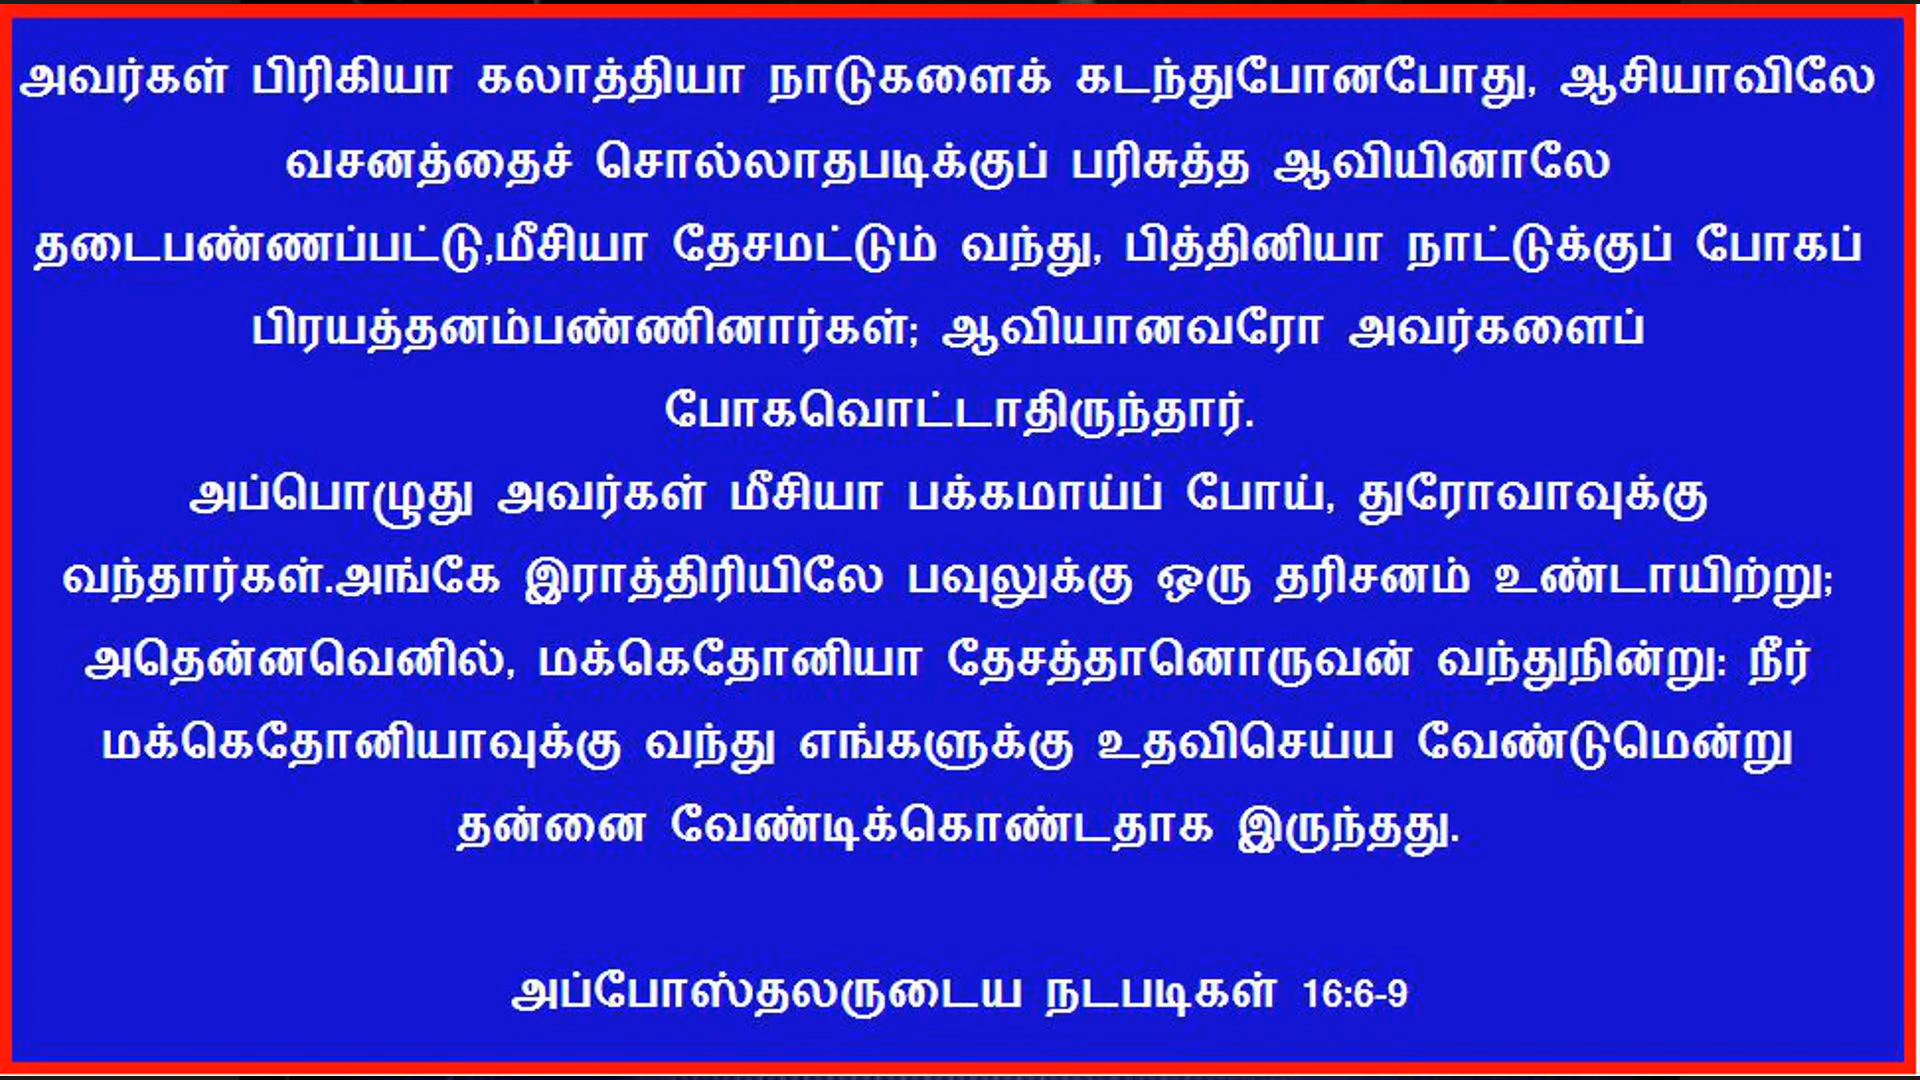 அவர்கள் பிரிகியா கலாத்தியா நாடுகளைக் கடந்துபோனபோது, ஆசியாவிலே
வசனத்தைச் சொல்லாதபடிக்குப் பரிசுத்த ஆவியினாலே
தடைபண்ணப்பட்டு,மீசியா தேசமட்டும் வந்து, பித்தினியா நாட்டுக்குப் போகப்
பிரயத்தனம்பண்ணினார்கள்; ஆவியானவரோ அவர்களைப்
போகவொட்டாதிருந்தார்.
அப்பொழுது அவர்கள் மீசியா பக்கமாய்ப் போய், துரோவாவுக்கு
வந்தார்கள்.அங்கே இராத்திரியிலே பவுலுக்கு ஒரு தரிசனம் உண்டாயிற்று;
அதென்னவெனில், மக்கெதோனியா தேசத்தானொருவன் வந்துநின்று: நீர்
மக்கெதோனியாவுக்கு வந்து எங்களுக்கு உதவிசெய்ய வேண்டுமென்று
தன்னை வேண்டிக்கொண்டதாக இருந்தது.
அப்போஸ்தலருடைய நடபடிகள் 16:6-9